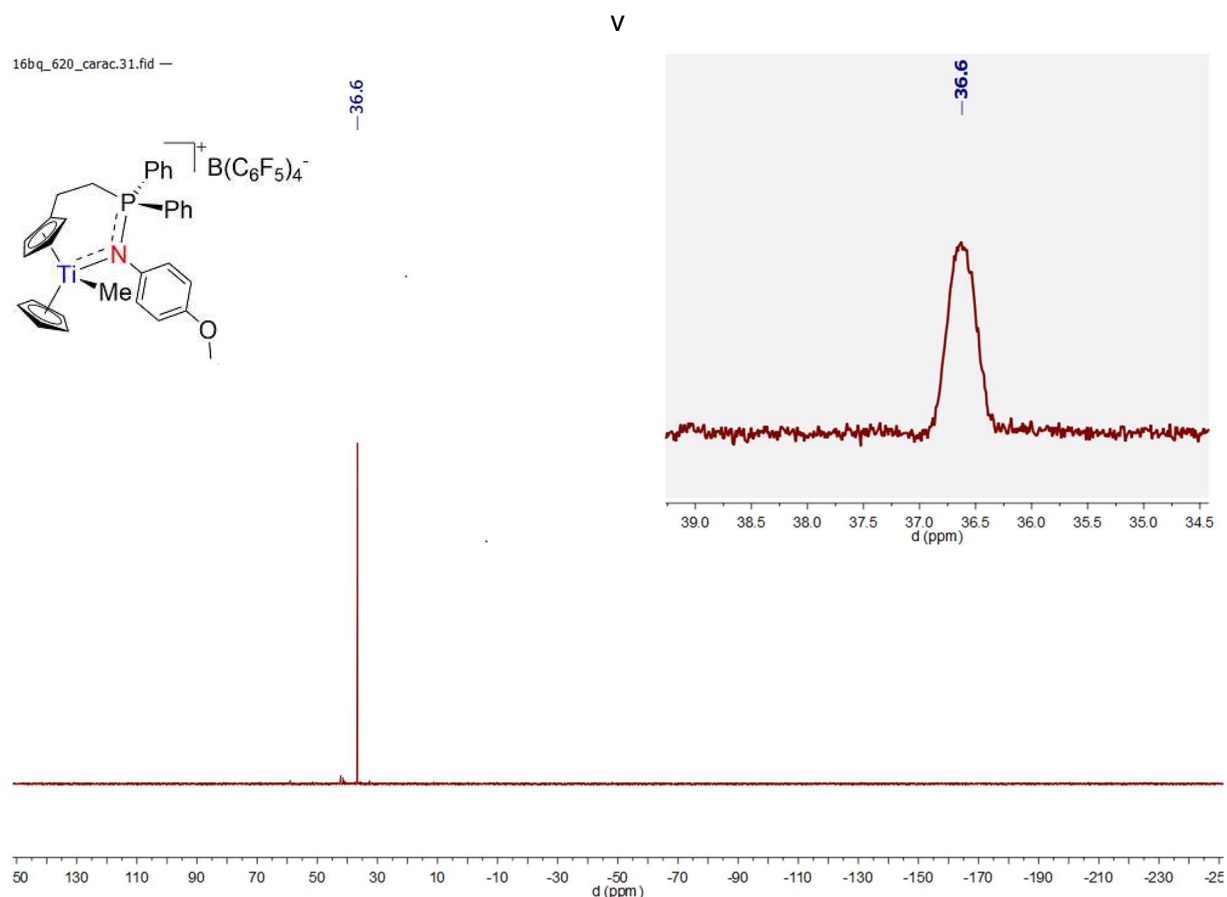 v
16bq_620_carac.31.fid —
—36.6
—36.6
+
B(C6F5)4-
Ph
P
Ph
N
Ti
Me
O
39.0 38.5 38.0 37.5 37.0 36.5 36.0 35.5 35.0 34.5
d (ppm)
50 130 110 90 70 50 30 10 -10 -30 -50 -70 -90 -110 -130 -150 -170 -190 -210 -230 -25
d (ppm)